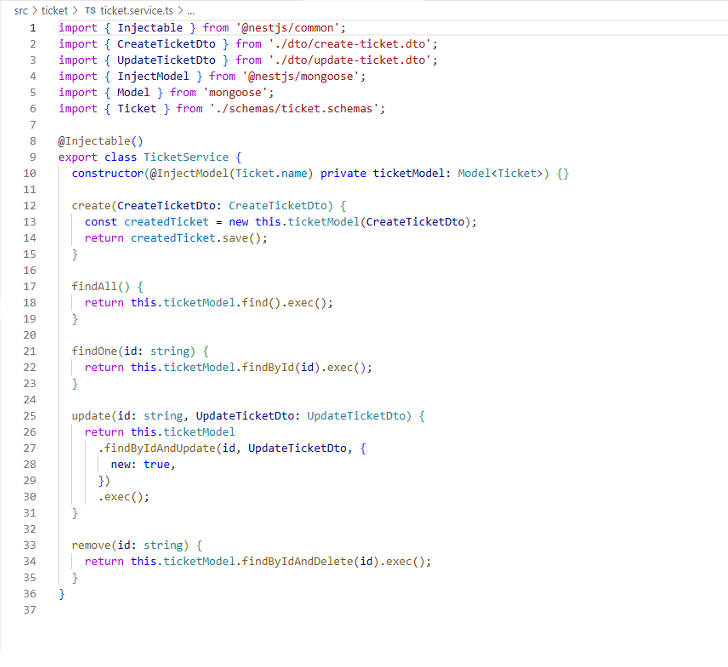 src > ticket > TS ticket.service.ts > ...
1 import { Injectable } from '@nestjs/common';
2 import { CreateTicketDto } from './dto/create-ticket.dto';
3 import { UpdateTicketDto } from './dto/update-ticket.dto';
4 import { InjectModel } from '@nestjs/mongoose';
5 import { Model } from 'mongoose';
6 import { Ticket } from './schemas/ticket.schemas';
7
8 @Injectable()
9 export class TicketService {
10   constructor(@InjectModel(Ticket.name) private ticketModel: Model<Ticket>) {}
11
12   create(CreateTicketDto: CreateTicketDto) {
13     const createdTicket = new this.ticketModel(CreateTicketDto);
14     return createdTicket.save();
15   }
16
17   findAll() {
18     return this.ticketModel.find().exec();
19   }
20
21   findOne(id: string) {
22     return this.ticketModel.findById(id).exec();
23   }
24
25   update(id: string, UpdateTicketDto: UpdateTicketDto) {
26     return this.ticketModel
27       .findByIdAndUpdate(id, UpdateTicketDto, {
28         new: true,
29       })
30       .exec();
31   }
32
33   remove(id: string) {
34     return this.ticketModel.findByIdAndDelete(id).exec();
35   }
36 }
37